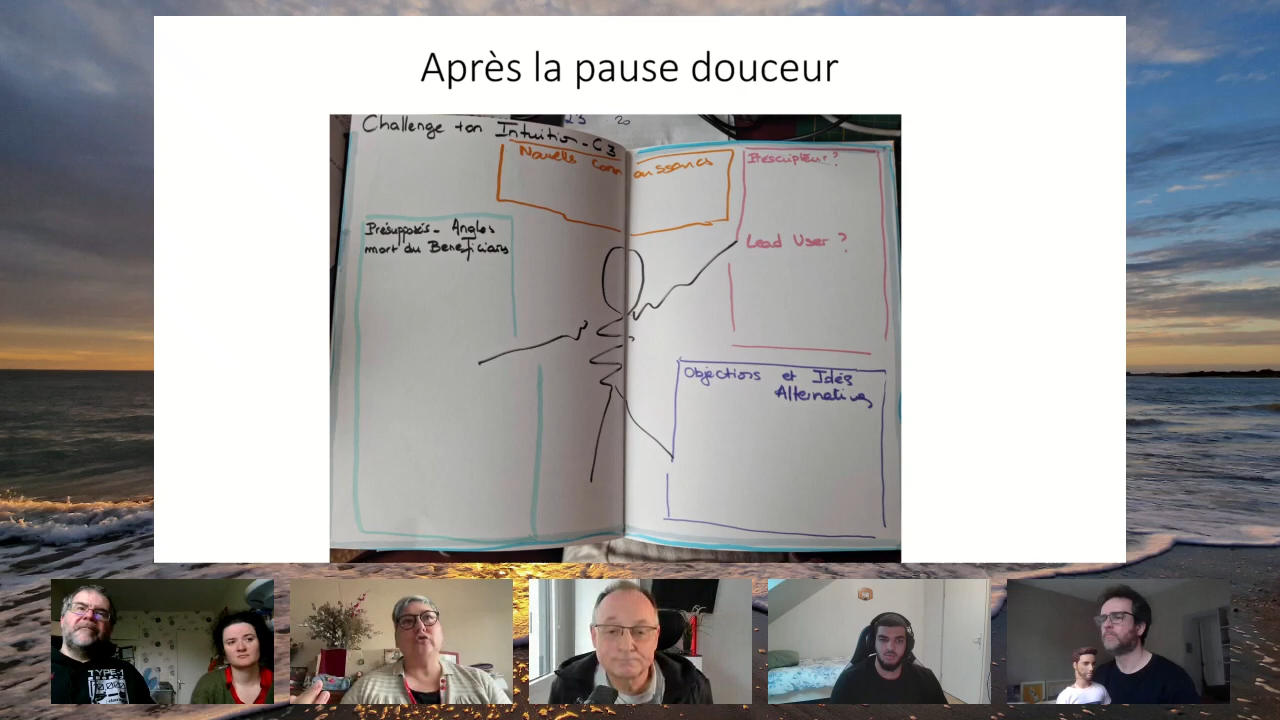 Après la pause douceur
Challenge ton Intuition - C3
Nouvells Connaissances
Prescripteur ?
Présupposés - Angles
mort du Bénéficiaire
Lead User ?
Objections et Idées
Alternatives